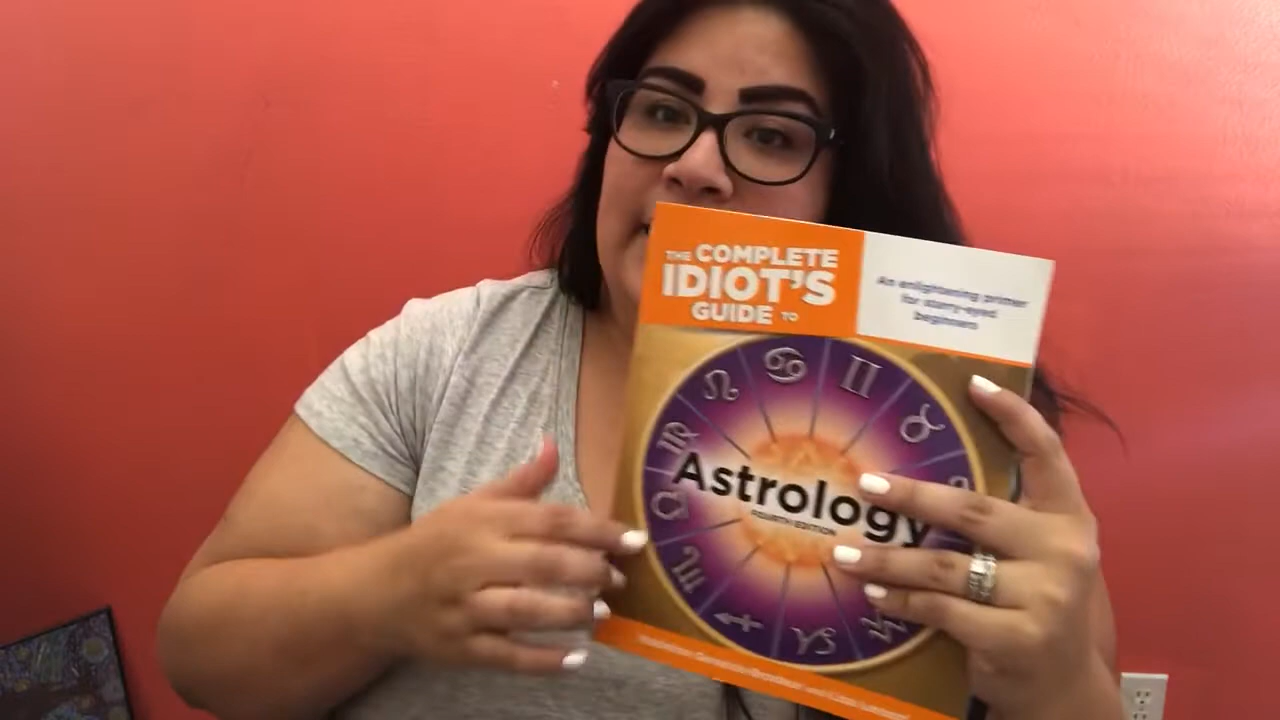 THE COMPLETE
IDIOT'S
GUIDE TO
An enlightening primer
for starry-eyed
beginners
Astrology
FOURTH EDITION